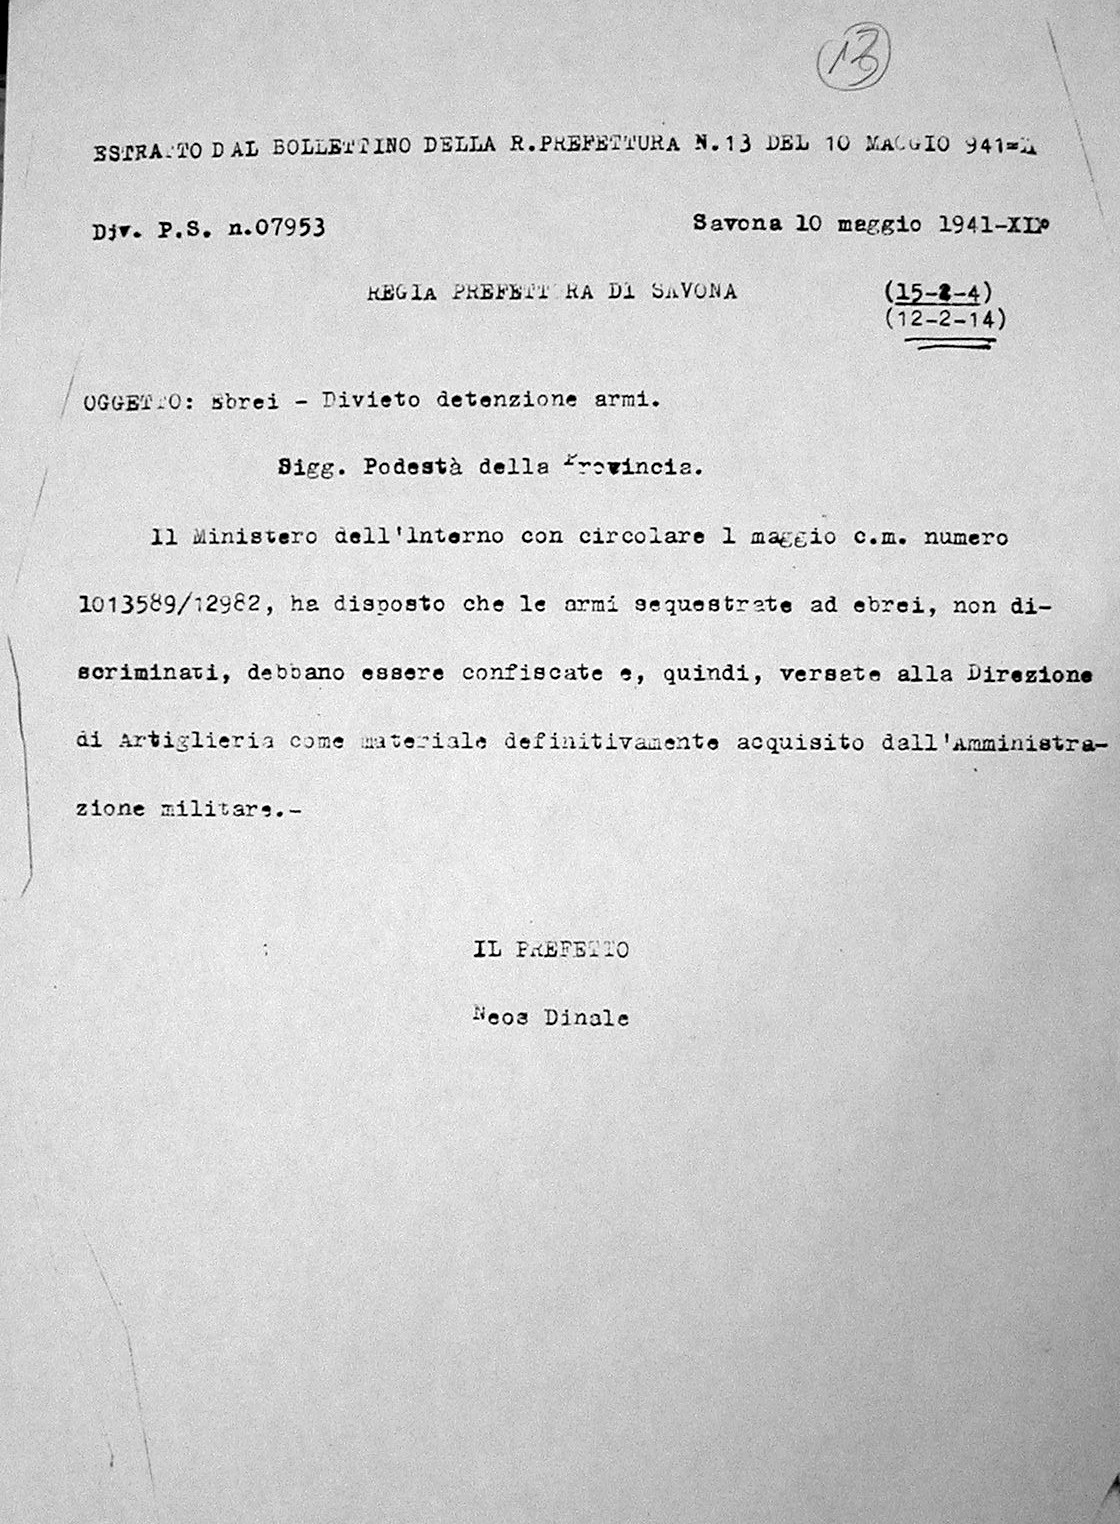 13
ESTRATTO DAL BOLLETTINO DELLA R.PREFETTURA N.13 DEL 10 MAGGIO 941=
Div. P.S. n.07953 Savona 10 maggio 1941-XIX°
REGIA PREFETTURA DI SAVONA (15-2-4)
(12-2-14)
OGGETTO: Ebrei - Divieto detenzione armi.
Sigg. Podestà della Provincia.
Il Ministero dell'Interno con circolare 1 maggio c.m. numero
1013589/12982, ha disposto che le armi sequestrate ad ebrei, non di-
scriminati, debbano essere confiscate e, quindi, versate alla Direzione
di Artiglieria come materiale definitivamente acquisito dall'Amministra-
zione militare.-
IL PREFETTO
Neos Dinale